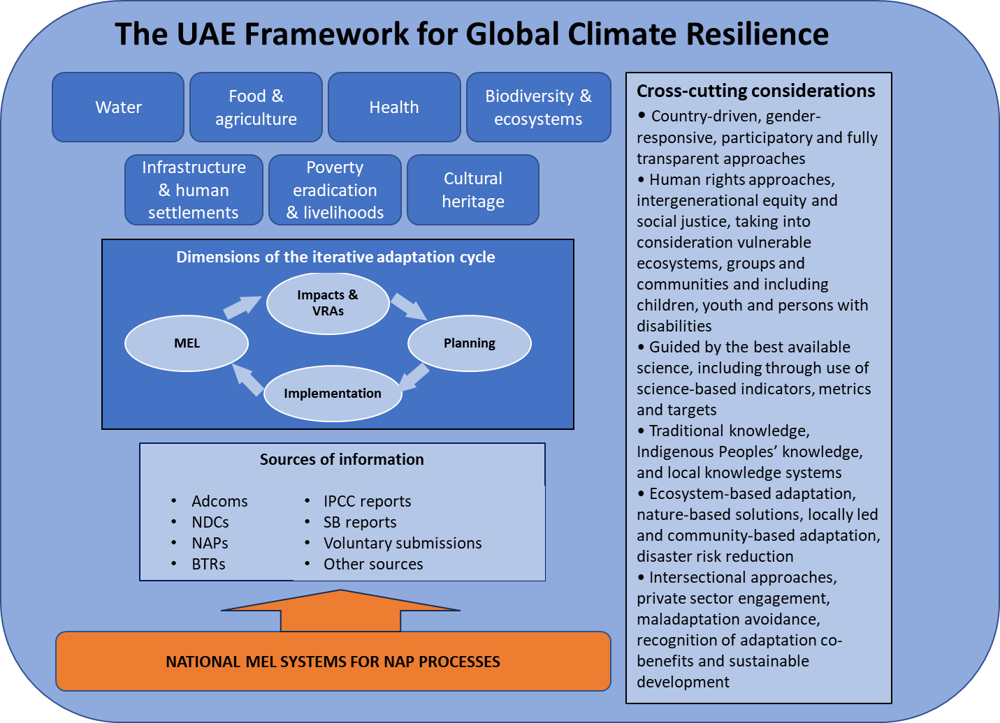 The UAE Framework for Global Climate Resilience
Water
Food &
agriculture
Health
Biodiversity &
ecosystems
Infrastructure
& human
settlements
Poverty
eradication
& livelihoods
Cultural
heritage
Dimensions of the iterative adaptation cycle
Impacts &
VRAs
MEL
Planning
Implementation
Sources of information
• Adcoms
• NDCs
• NAPs
• BTRs
• IPCC reports
• SB reports
• Voluntary submissions
• Other sources
NATIONAL MEL SYSTEMS FOR NAP PROCESSES
Cross-cutting considerations
• Country-driven, gender-
responsive, participatory and fully
transparent approaches
• Human rights approaches,
intergenerational equity and
social justice, taking into
consideration vulnerable
ecosystems, groups and
communities and including
children, youth and persons with
disabilities
• Guided by the best available
science, including through use of
science-based indicators, metrics
and targets
• Traditional knowledge,
Indigenous Peoples’ knowledge,
and local knowledge systems
• Ecosystem-based adaptation,
nature-based solutions, locally led
and community-based adaptation,
disaster risk reduction
• Intersectional approaches,
private sector engagement,
maladaptation avoidance,
recognition of adaptation co-
benefits and sustainable
development